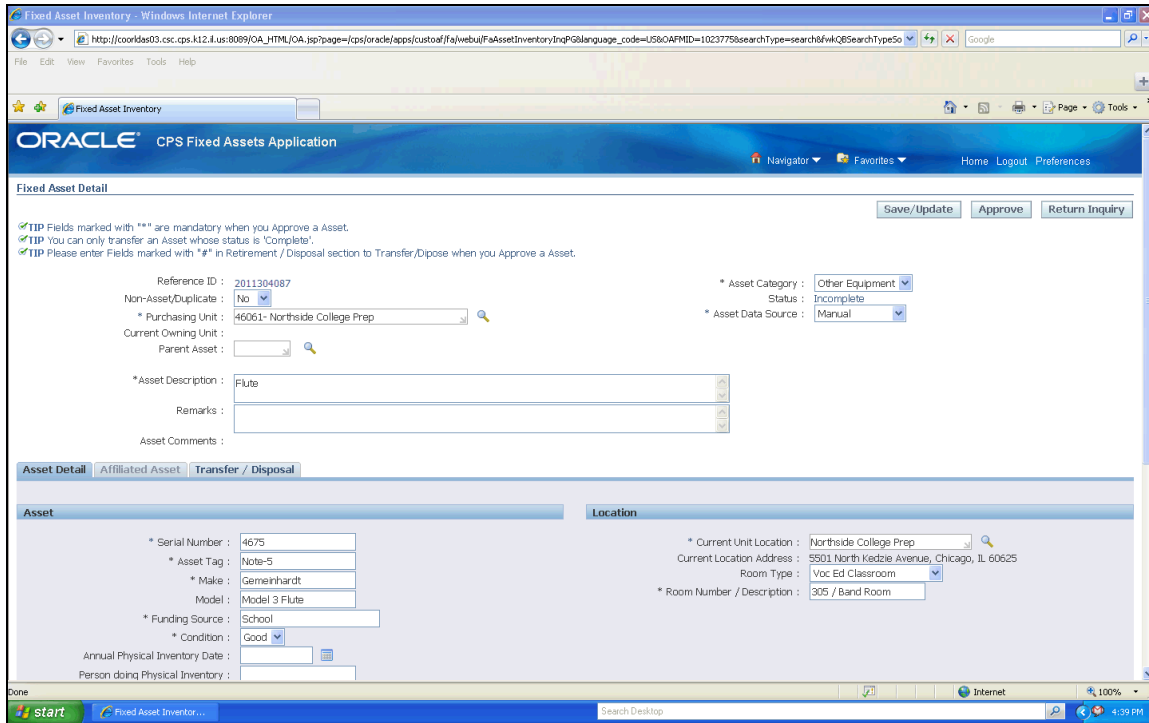 Fixed Asset Inventory - Windows Internet Explorer
http://coorldas03.csc.cps.k12.il.us:8089/OA_HTML/OA.jsp?page=/cps/oracle/apps/custoaf/fa/webui/FaAssetInventoryInqPG&language_code=US&OAFMID=1023775&searchType=search&fwkQBSearchTypeSo Google
File Edit View Favorites Tools Help
Fixed Asset Inventory Page Tools
ORACLE CPS Fixed Assets Application
Navigator Favorites Home Logout Preferences
Fixed Asset Detail
Save/Update Approve Return Inquiry
TIP Fields marked with "*" are mandatory when you Approve a Asset.
TIP You can only transfer an Asset whose status is 'Complete'.
TIP Please enter Fields marked with "#" in Retirement / Disposal section to Transfer/Dipose when you Approve a Asset.
Reference ID : 2011304087 * Asset Category : Other Equipment
Non-Asset/Duplicate : No Status : Incomplete
* Purchasing Unit : 46061- Northside College Prep * Asset Data Source : Manual
Current Owning Unit :
Parent Asset :
*Asset Description : Flute
Remarks :
Asset Comments :
Asset Detail Affiliated Asset Transfer / Disposal
Asset Location
* Serial Number : 4675 * Current Unit Location : Northside College Prep
* Asset Tag : Note-5 Current Location Address : 5501 North Kedzie Avenue, Chicago, IL 60625
* Make : Gemeinhardt Room Type : Voc Ed Classroom
Model : Model 3 Flute * Room Number / Description : 305 / Band Room
* Funding Source : School
* Condition : Good
Annual Physical Inventory Date :
Person doing Physical Inventory :
Done Internet 100%
start Fixed Asset Inventor... Search Desktop 4:39 PM